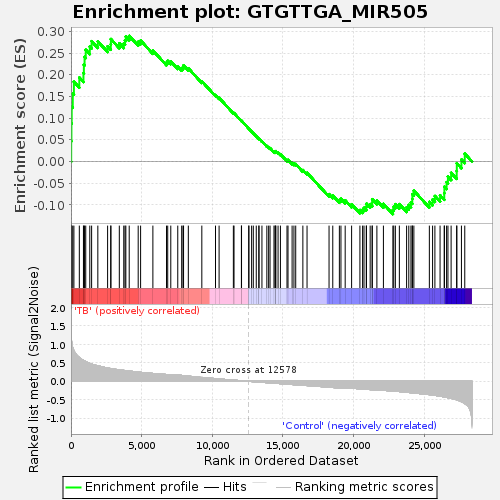 Enrichment plot: GTGTTGA_MIR505
Enrichment score (ES)
0.30
0.25
0.20
0.15
0.10
0.05
0.00
-0.05
-0.10
'TB' (positively correlated)
Ranked list metric (Signal2Noise)
2.0
1.5
1.0
0.5
0.0
-0.5
-1.0
Zero cross at 12578
'Control' (negatively correlated)
0
5,000
10,000
15,000
20,000
25,000
Rank in Ordered Dataset
Enrichment profile
Hits
Ranking metric scores